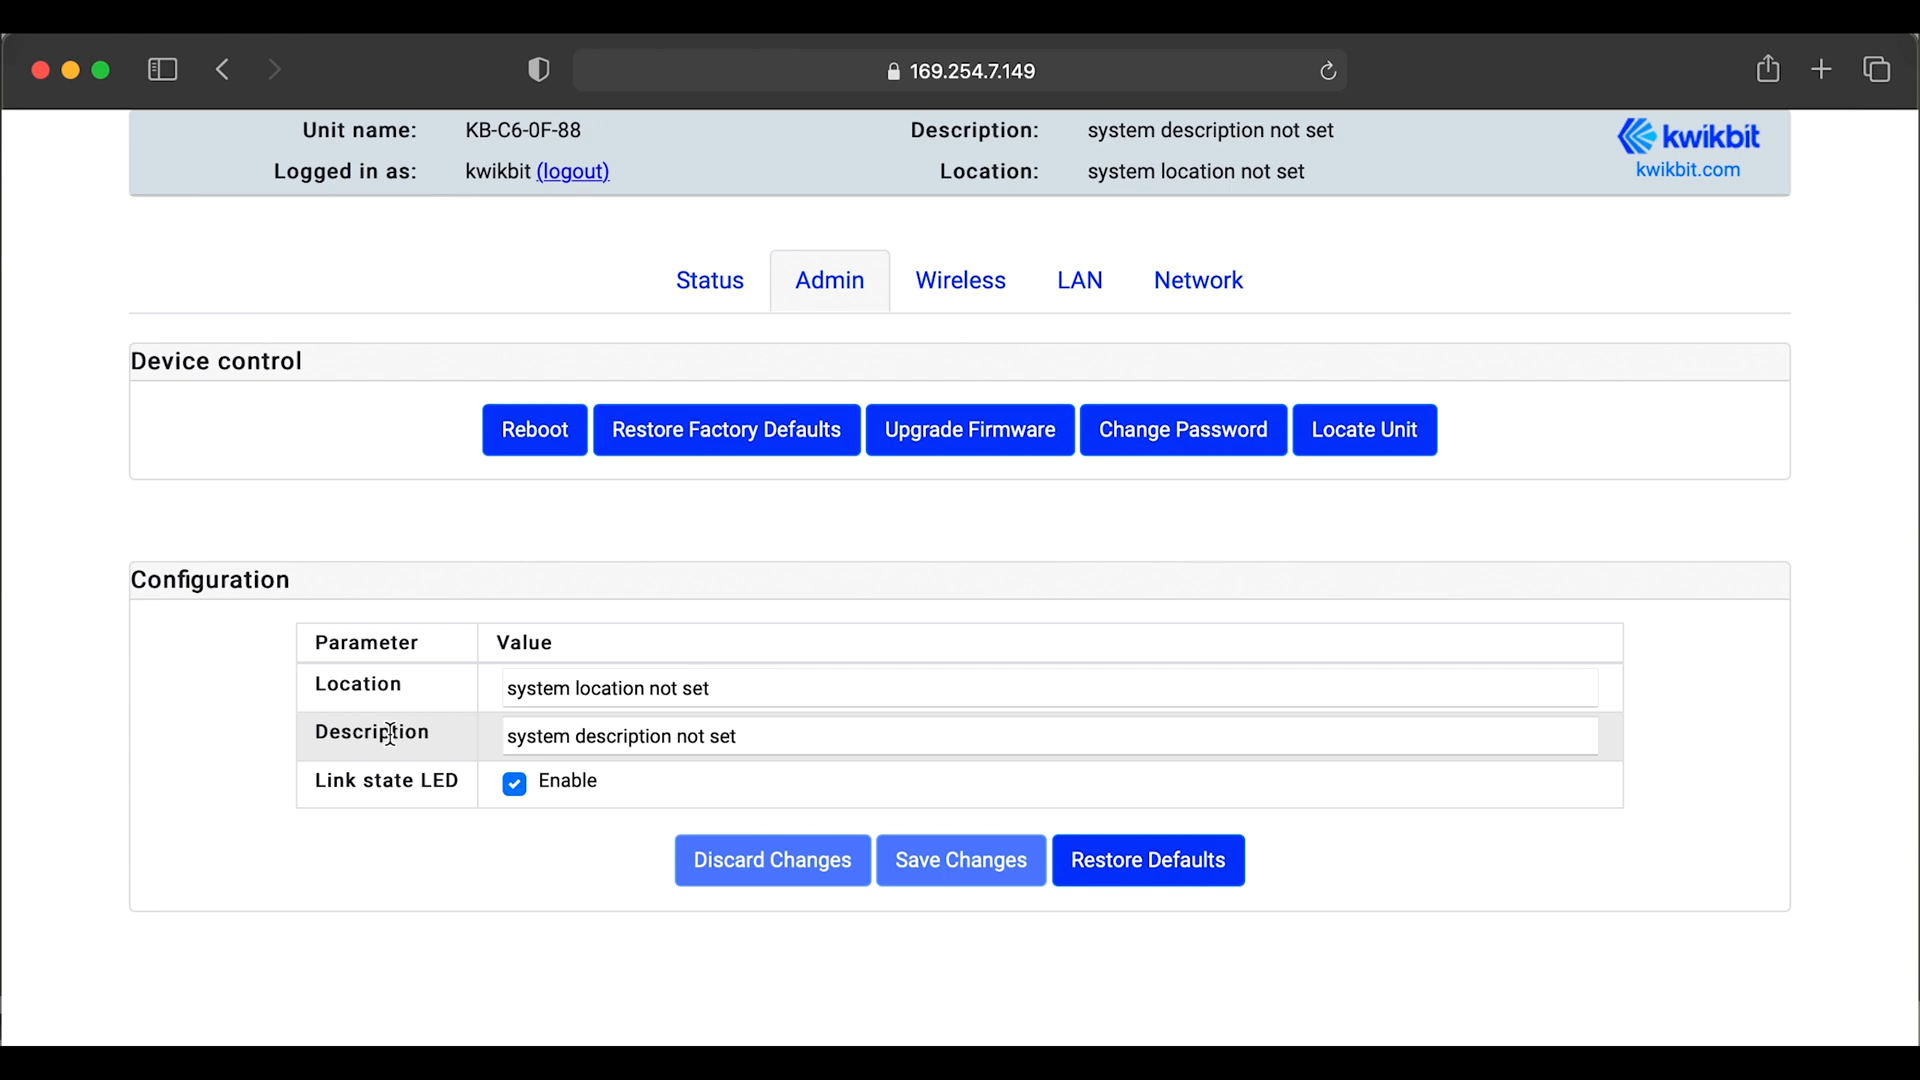 169.254.7.149
Unit name: KB-C6-0F-88 Description: system description not set kwikbit
Logged in as: kwikbit (logout) Location: system location not set kwikbit.com
Status Admin Wireless LAN Network
Device control
Reboot Restore Factory Defaults Upgrade Firmware Change Password Locate Unit
Configuration
Parameter Value
Location system location not set
Description system description not set
Link state LED Enable
Discard Changes Save Changes Restore Defaults